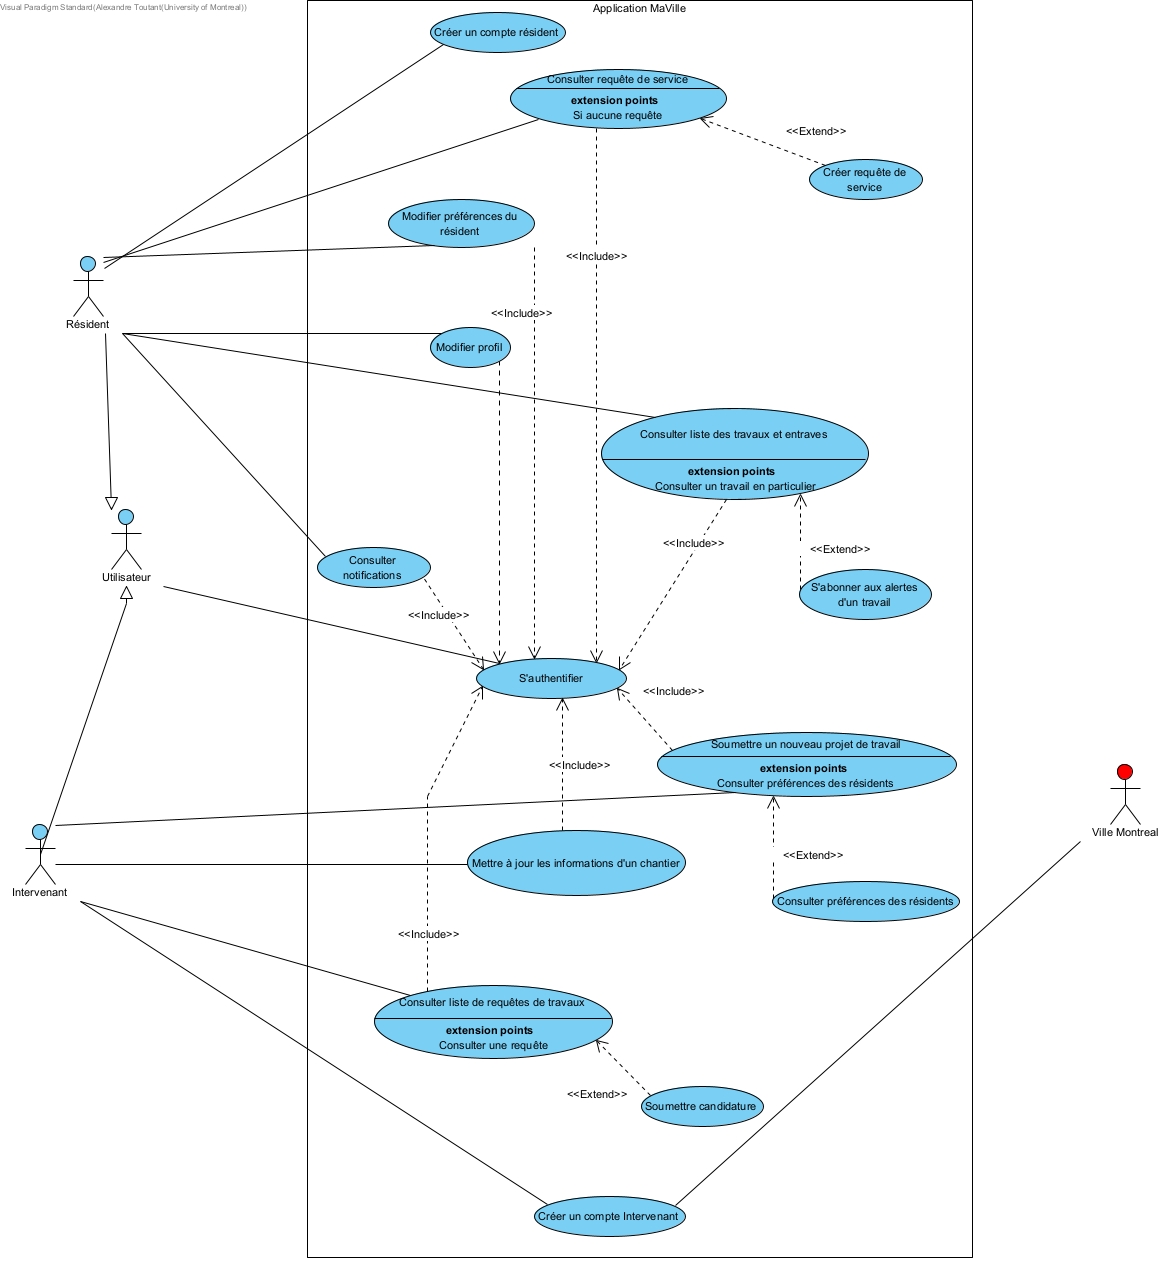 Visual Paradigm Standard(Alexandre Toutant(University of Montreal))
Application MaVille
Créer un compte résident
Consulter requête de service
extension points
Si aucune requête
<<Extend>>
Créer requête de
service
Modifier préférences du
résident
<<Include>>
Résident
<<Include>>
Modifier profil
Consulter liste des travaux et entraves
extension points
Consulter un travail en particulier
Utilisateur
<<Include>>
<<Extend>>
Consulter
notifications
S'abonner aux alertes
d'un travail
<<Include>>
S'authentifier
<<Include>>
Soumettre un nouveau projet de travail
extension points
Consulter préférences des résidents
<<Include>>
Ville Montreal
Intervenant
Mettre à jour les informations d'un chantier
<<Extend>>
Consulter préférences des résidents
<<Include>>
Consulter liste de requêtes de travaux
extension points
Consulter une requête
<<Extend>>
Soumettre candidature
Créer un compte Intervenant